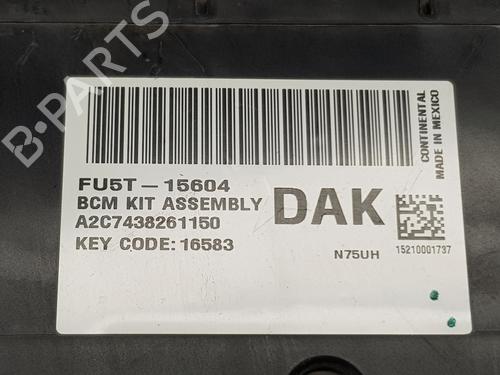 B-PARTS
FU5T-15604
BCM KIT ASSEMBLY
A2C7438261150
KEY CODE: 16583
DAK
N75UH
CONTINENTAL
MADE IN MEXICO
15210001737